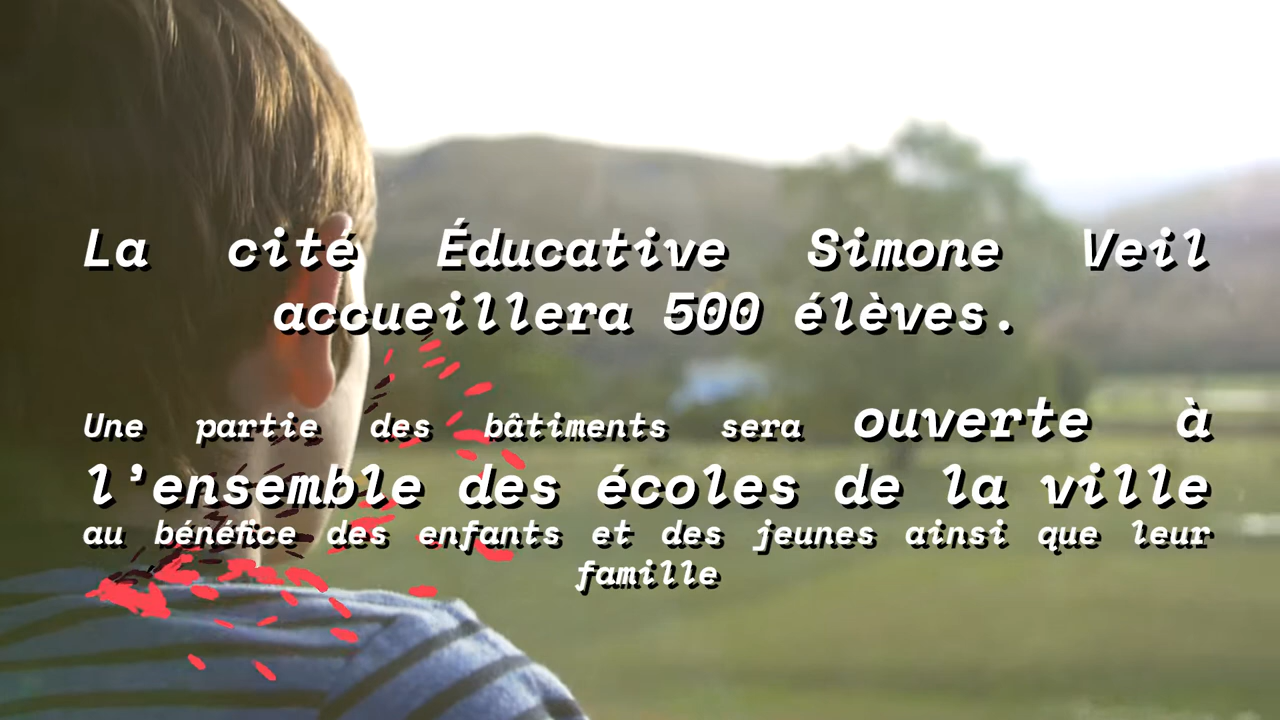 La cité Éducative Simone Veil
accueillera 500 élèves.
Une partie des bâtiments sera ouverte à
l'ensemble des écoles de la ville
au bénéfice des enfants et des jeunes ainsi que leur
famille